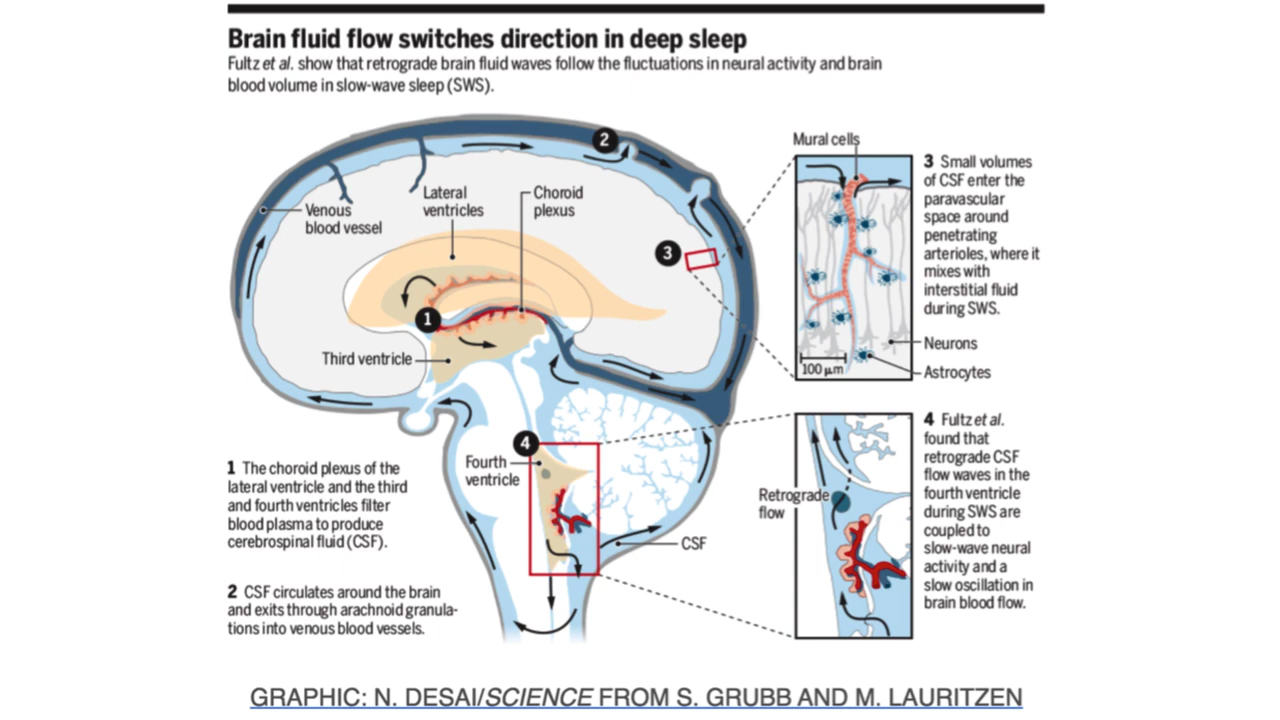 Brain fluid flow switches direction in deep sleep
Fultz et al. show that retrograde brain fluid waves follow the fluctuations in neural activity and brain
blood volume in slow-wave sleep (SWS).
2
Mural cells
Lateral
ventricles
Choroid
plexus
Venous
blood vessel
3
1
Third ventricle
100 μm
3 Small volumes
of CSF enter the
paravascular
space around
penetrating
arterioles, where it
mixes with
interstitial fluid
during SWS.
Neurons
Astrocytes
4
Fourth
ventricle
CSF
Retrograde
flow
4 Fultz et al.
found that
retrograde CSF
flow waves in the
fourth ventricle
during SWS are
coupled to
slow-wave neural
activity and a
slow oscillation in
brain blood flow.
1 The choroid plexus of the
lateral ventricle and the third
and fourth ventricles filter
blood plasma to produce
cerebrospinal fluid (CSF).
2 CSF circulates around the brain
and exits through arachnoid granula-
tions into venous blood vessels.
GRAPHIC: N. DESAI/SCIENCE FROM S. GRUBB AND M. LAURITZEN